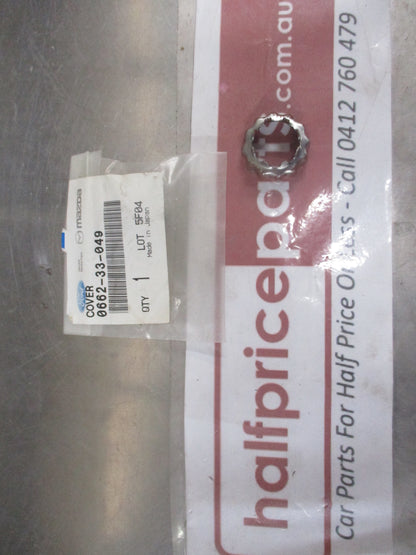 mazda
COVER
0662-33-049
QTY 1 LOT 5F04
Made in Japan
halfpriceparts.com.au
Car Parts For Half Price Or Less - Call 0412 760 479